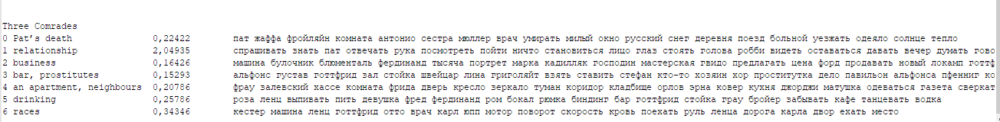 Three Comrades
0 Pat’s death 0,22422 пат жаффа фройляйн комната антонио сестра мюллер врач умирать милый окно русский снег деревня поезд больной уезжать одеяло солнце тепло
1 relationship 2,04935 спрашивать знать пат отвечать рука посмотреть пойти ничто становиться лицо глаз стоять голова робби видеть оставаться давать вечер думать гово
2 business 0,16426 машина булочник блюменталь фердинанд тысяча портрет марка кадилляк господин мастерская гвидо предлагать цена форд продавать новый локамп готтф
3 bar, prostitutes 0,15293 альфонс густав готтфрид зал стойка швейцар лина григоляйт взять ставить стефан кто-то хозяин хор проститутка дело павильон альфонса пфенниг ко
4 an apartment, neighbours 0,20786 фрау залевский хассе комната фрида дверь кресло зеркало туман коридор кладбище орлов эрна ковер кухня джорджи матушка одеваться газета сверкат
5 drinking 0,25786 роза ленц выпивать пить девушка фред фердинанд ром бокал рюмка биндинг бар готтфрид стойка грау бройер забывать кафе танцевать водка
6 races 0,34346 кестер машина ленц готтфрид отто врач карл юпп мотор поворот скорость кровь поехать руль ленца дорога карла двор ехать место